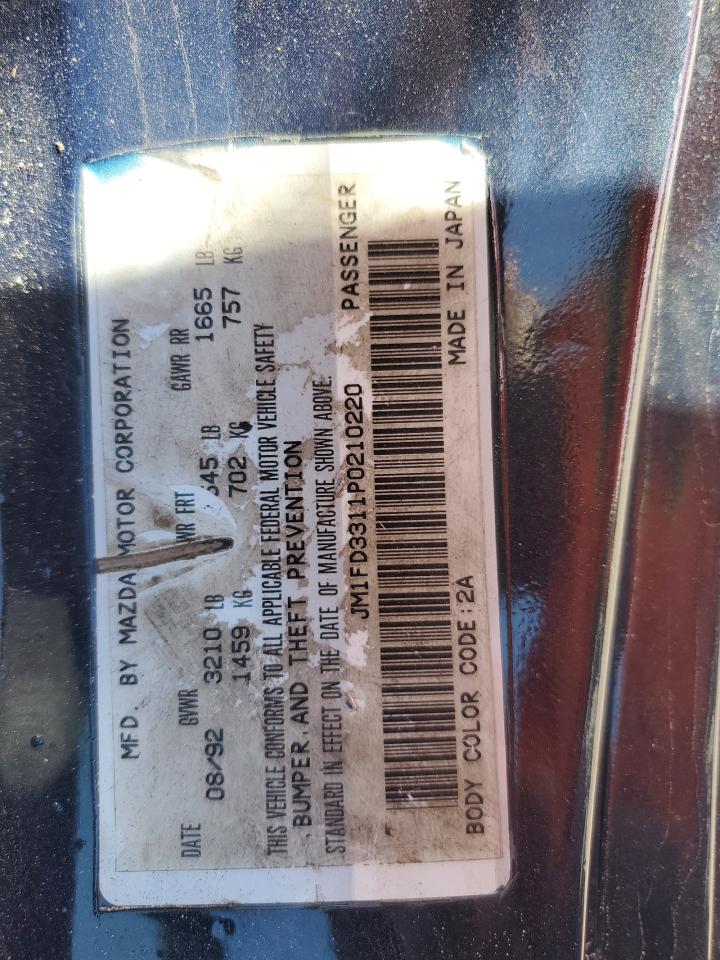 MFD. BY MAZDA MOTOR CORPORATION
DATE GVWR WR FRT GAWR RR
08/92 3210 LB 545 LB 1665 LB
1459 KG 702 KG 757 KG
THIS VEHICLE CONFORMS TO ALL APPLICABLE FEDERAL MOTOR VEHICLE SAFETY
BUMPER AND THEFT PREVENTION
STANDARD IN EFFECT ON THE DATE OF MANUFACTURE SHOWN ABOVE.
JM1FD3311P0210220 PASSENGER
BODY COLOR CODE:2A MADE IN JAPAN